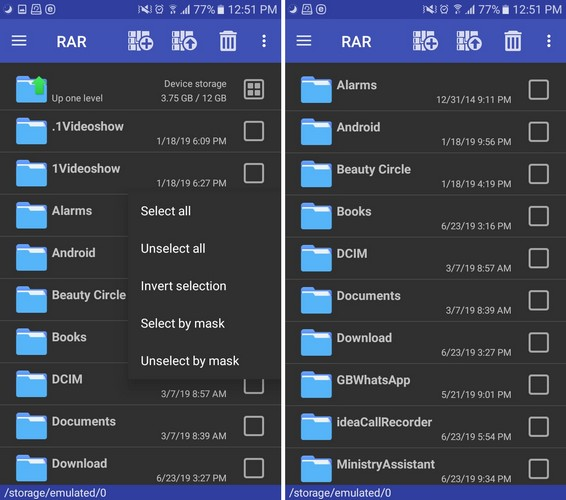 77% 12:51 PM
RAR
Up one level
Device storage
3.75 GB / 12 GB
.1Videoshow
1/18/19 6:09 PM
1Videoshow
1/18/19 6:27 PM
Alarms
Android
Beauty Circle
Books
DCIM
3/7/19 8:57 AM
Documents
3/7/19 8:39 AM
Download
6/23/19 3:27 PM
Select all
Unselect all
Invert selection
Select by mask
Unselect by mask
/storage/emulated/0
77% 12:51 PM
RAR
Alarms
12/31/14 9:11 PM
Android
1/18/19 9:56 PM
Beauty Circle
1/18/19 4:19 PM
Books
6/23/19 3:16 PM
DCIM
3/7/19 8:57 AM
Documents
3/7/19 8:39 AM
Download
6/23/19 3:27 PM
GBWhatsApp
5/21/19 9:01 PM
ideaCallRecorder
6/23/19 5:54 PM
MinistryAssistant
6/23/19 9:34 PM
/storage/emulated/0